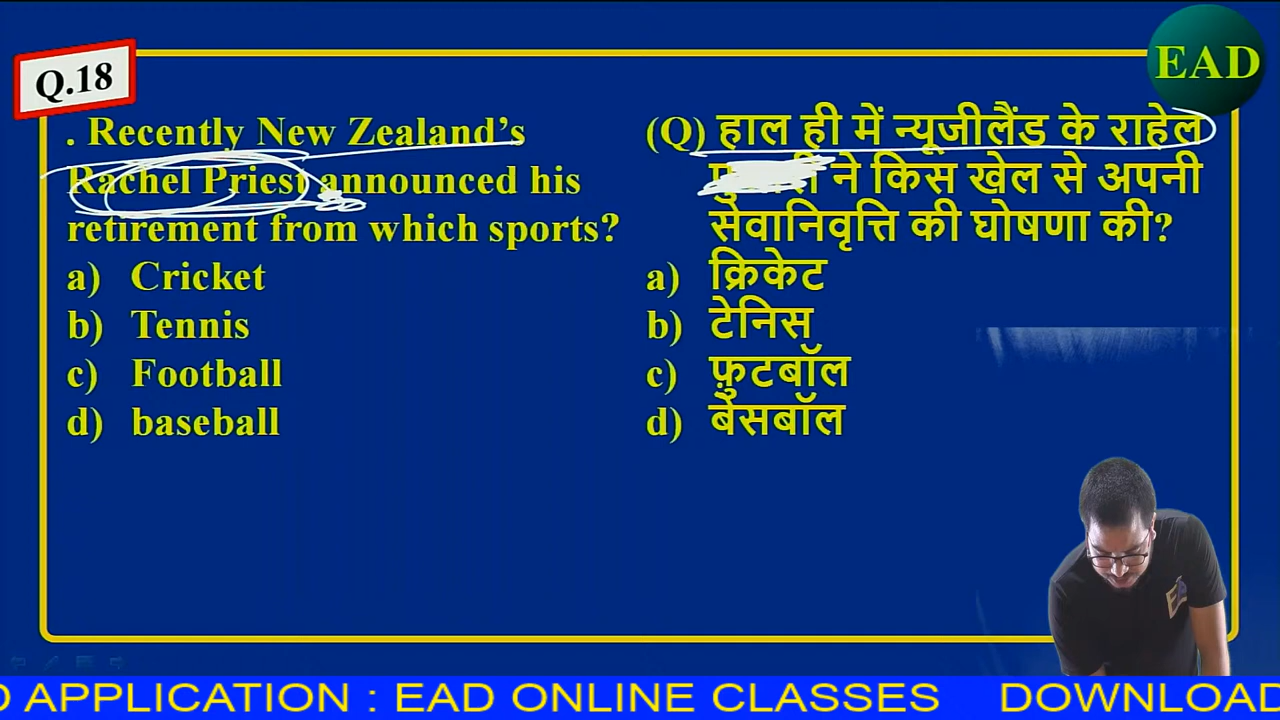 Q.18
EAD
. Recently New Zealand's
Rachel Priest announced his
retirement from which sports?
a) Cricket
b) Tennis
c) Football
d) baseball
(Q) हाल ही में न्यूजीलैंड के राहेल
ने किस खेल से अपनी
सेवानिवृत्ति की घोषणा की?
a) क्रिकेट
b) टेनिस
c) फ़ुटबॉल
d) बेसबॉल
APPLICATION : EAD ONLINE CLASSES DOWNLOAD